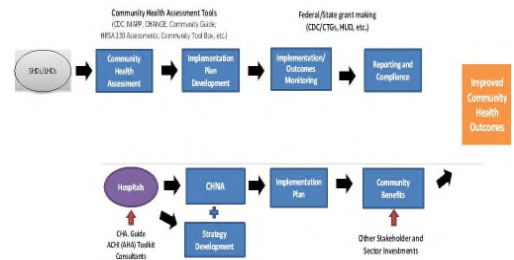 Community Health Assessment Tools
(CDC: MAPP, CHANGE, Community Guide;
HRSA 330 Assessments, Community Tool Box, etc.)
Federal/State grant making
(CDC/CTGs, HUD, etc.)
SHDs/LHDs
Community
Health
Assessment
Implementation
Plan
Development
Implementation/
Outcomes
Monitoring
Reporting and
Compliance
Improved
Community
Health
Outcomes
Hospitals
CHNA
Implementation
Plan
Community
Benefits
Strategy
Development
CHA. Guide
ACHI (AHA) Toolkit
Consultants
Other Stakeholder and
Sector Investments